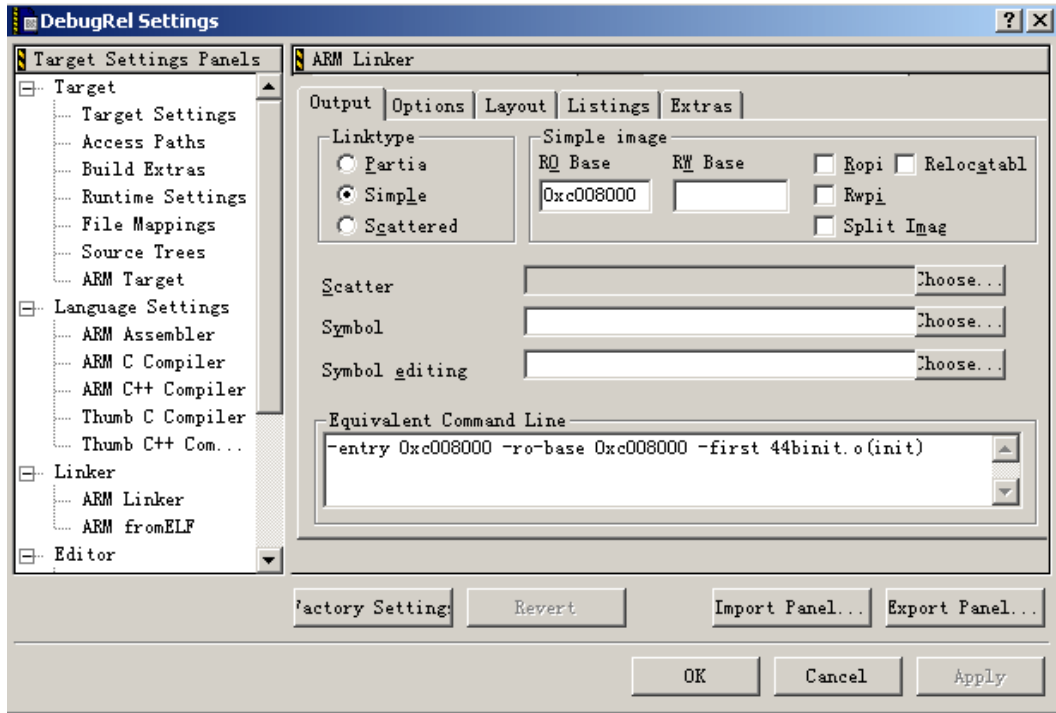 DebugRel Settings
Target Settings Panels
Target
Target Settings
Access Paths
Build Extras
Runtime Settings
File Mappings
Source Trees
ARM Target
Language Settings
ARM Assembler
ARM C Compiler
ARM C++ Compiler
Thumb C Compiler
Thumb C++ Com...
Linker
ARM Linker
ARM fromELF
Editor
ARM Linker
Output Options Layout Listings Extras
Linktype
Partia
Simple
Scattered
Simple image
RO Base RW Base
0xc008000
Ropi Relocatabl
Rwpi
Split Imag
Scatter Choose...
Symbol Choose...
Symbol editing Choose...
Equivalent Command Line
-entry 0xc008000 -ro-base 0xc008000 -first 44binit.o(init)
Factory Setting Revert Import Panel... Export Panel...
OK Cancel Apply